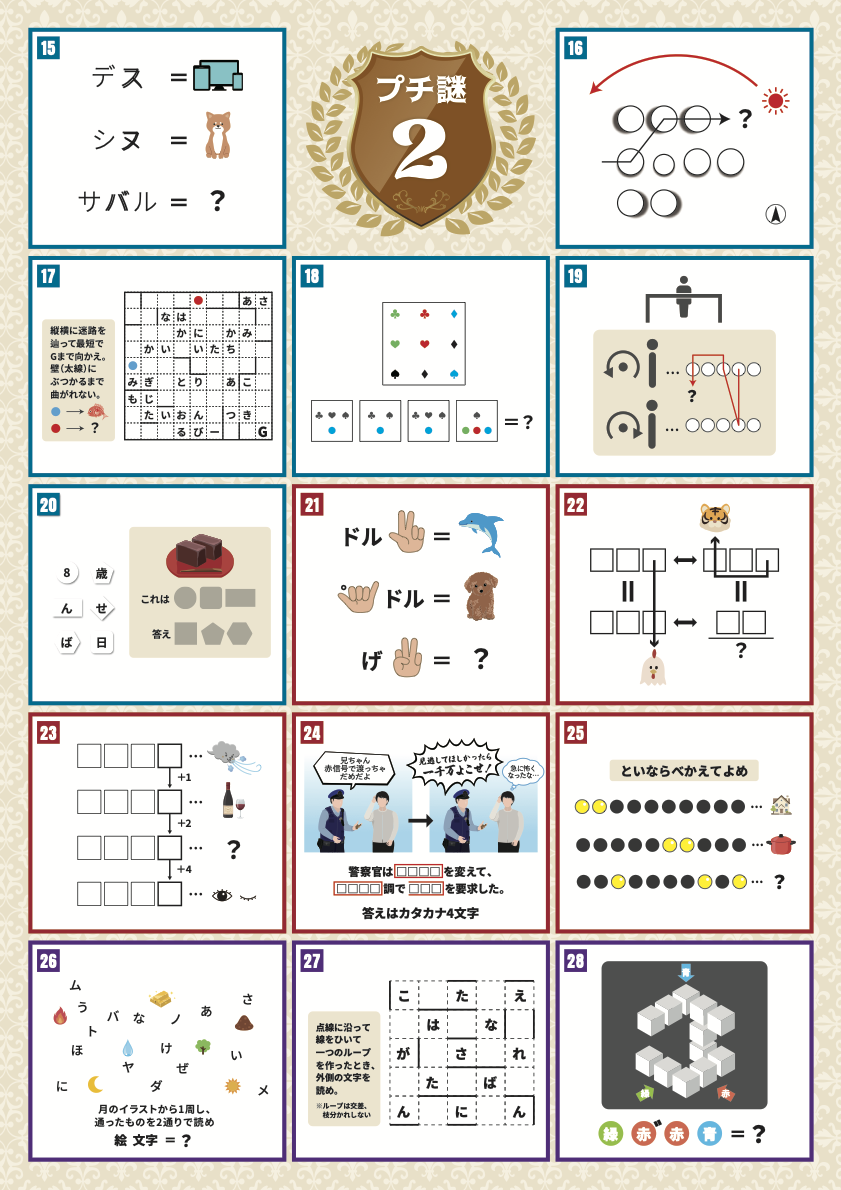 15
デス =
シヌ =
サバル = ?
プチ謎
2
16
?
17
縦横に迷路を
辿って最短で
Gまで向かえ。
壁(太線)に
ぶつかるまで
曲がれない。
→
→ ?
あさ
なは
かに かみ
かい いたち
みぎ とり あこ
もじ
たいおん つき
るびー G
18
= ?
19
i …
?
i …
20
8 歳
ん せ
ば 日
これは
答え
21
ドル =
ドル =
げ = ?
22
?
23
…
+1
…
+2
?
+4
…
24
兄ちゃん
赤信号で渡っちゃ
だめだよ
見逃してほしかったら
一千万よこせ!
急に怖く
なったな…
警察官は□□□□を変えて、
□□□□調で□□□を要求した。
答えはカタカナ4文字
25
といならべかえてよめ
…
…
… ?
26
ム
う さ
バ な ノ あ
ト
ほ け い
ヤ ぜ
に ダ メ
月のイラストから1周し、
通ったものを2通りで読め
絵 文字 = ?
27
点線に沿って
線をひいて
一つのループ
を作ったとき、
外側の文字を
読め。
※ループは交差、
枝分かれしない
こ た え
は な
が さ れ
た ば
ん に ん
28
青
緑 赤
緑 赤゛ 赤 青 = ?